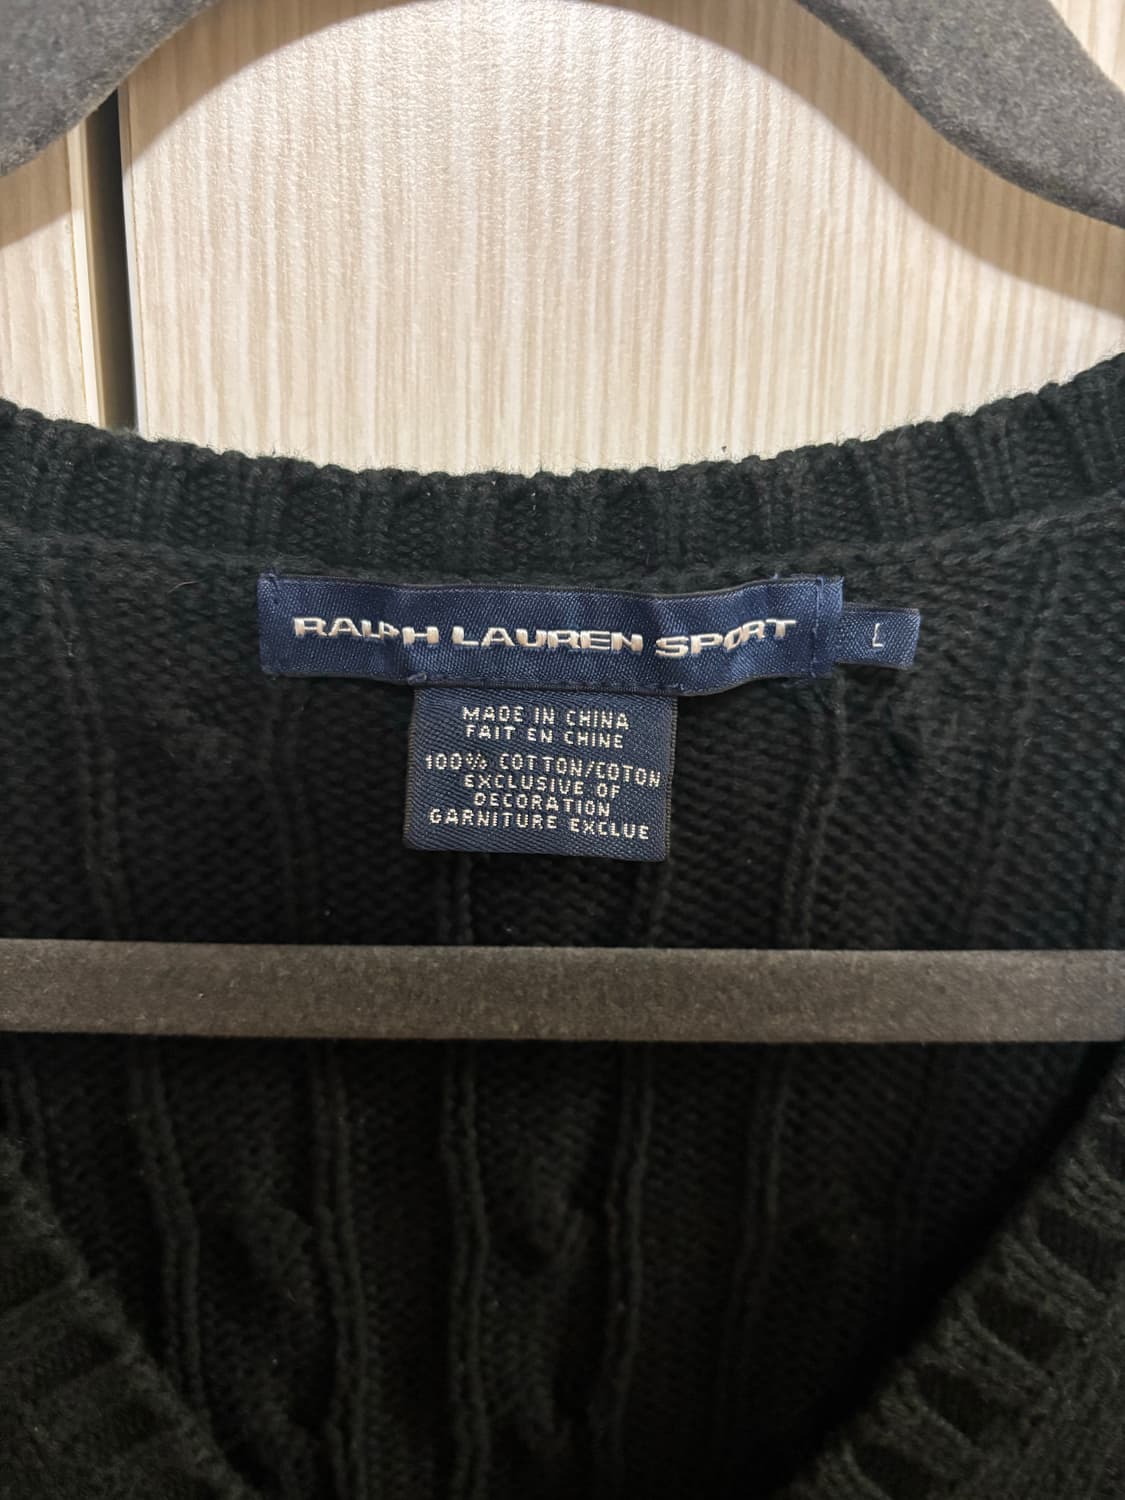 RALPH LAUREN SPORT
L
MADE IN CHINA
FAIT EN CHINE
100% COTTON/COTON
EXCLUSIVE OF
DECORATION
GARNITURE EXCLUE